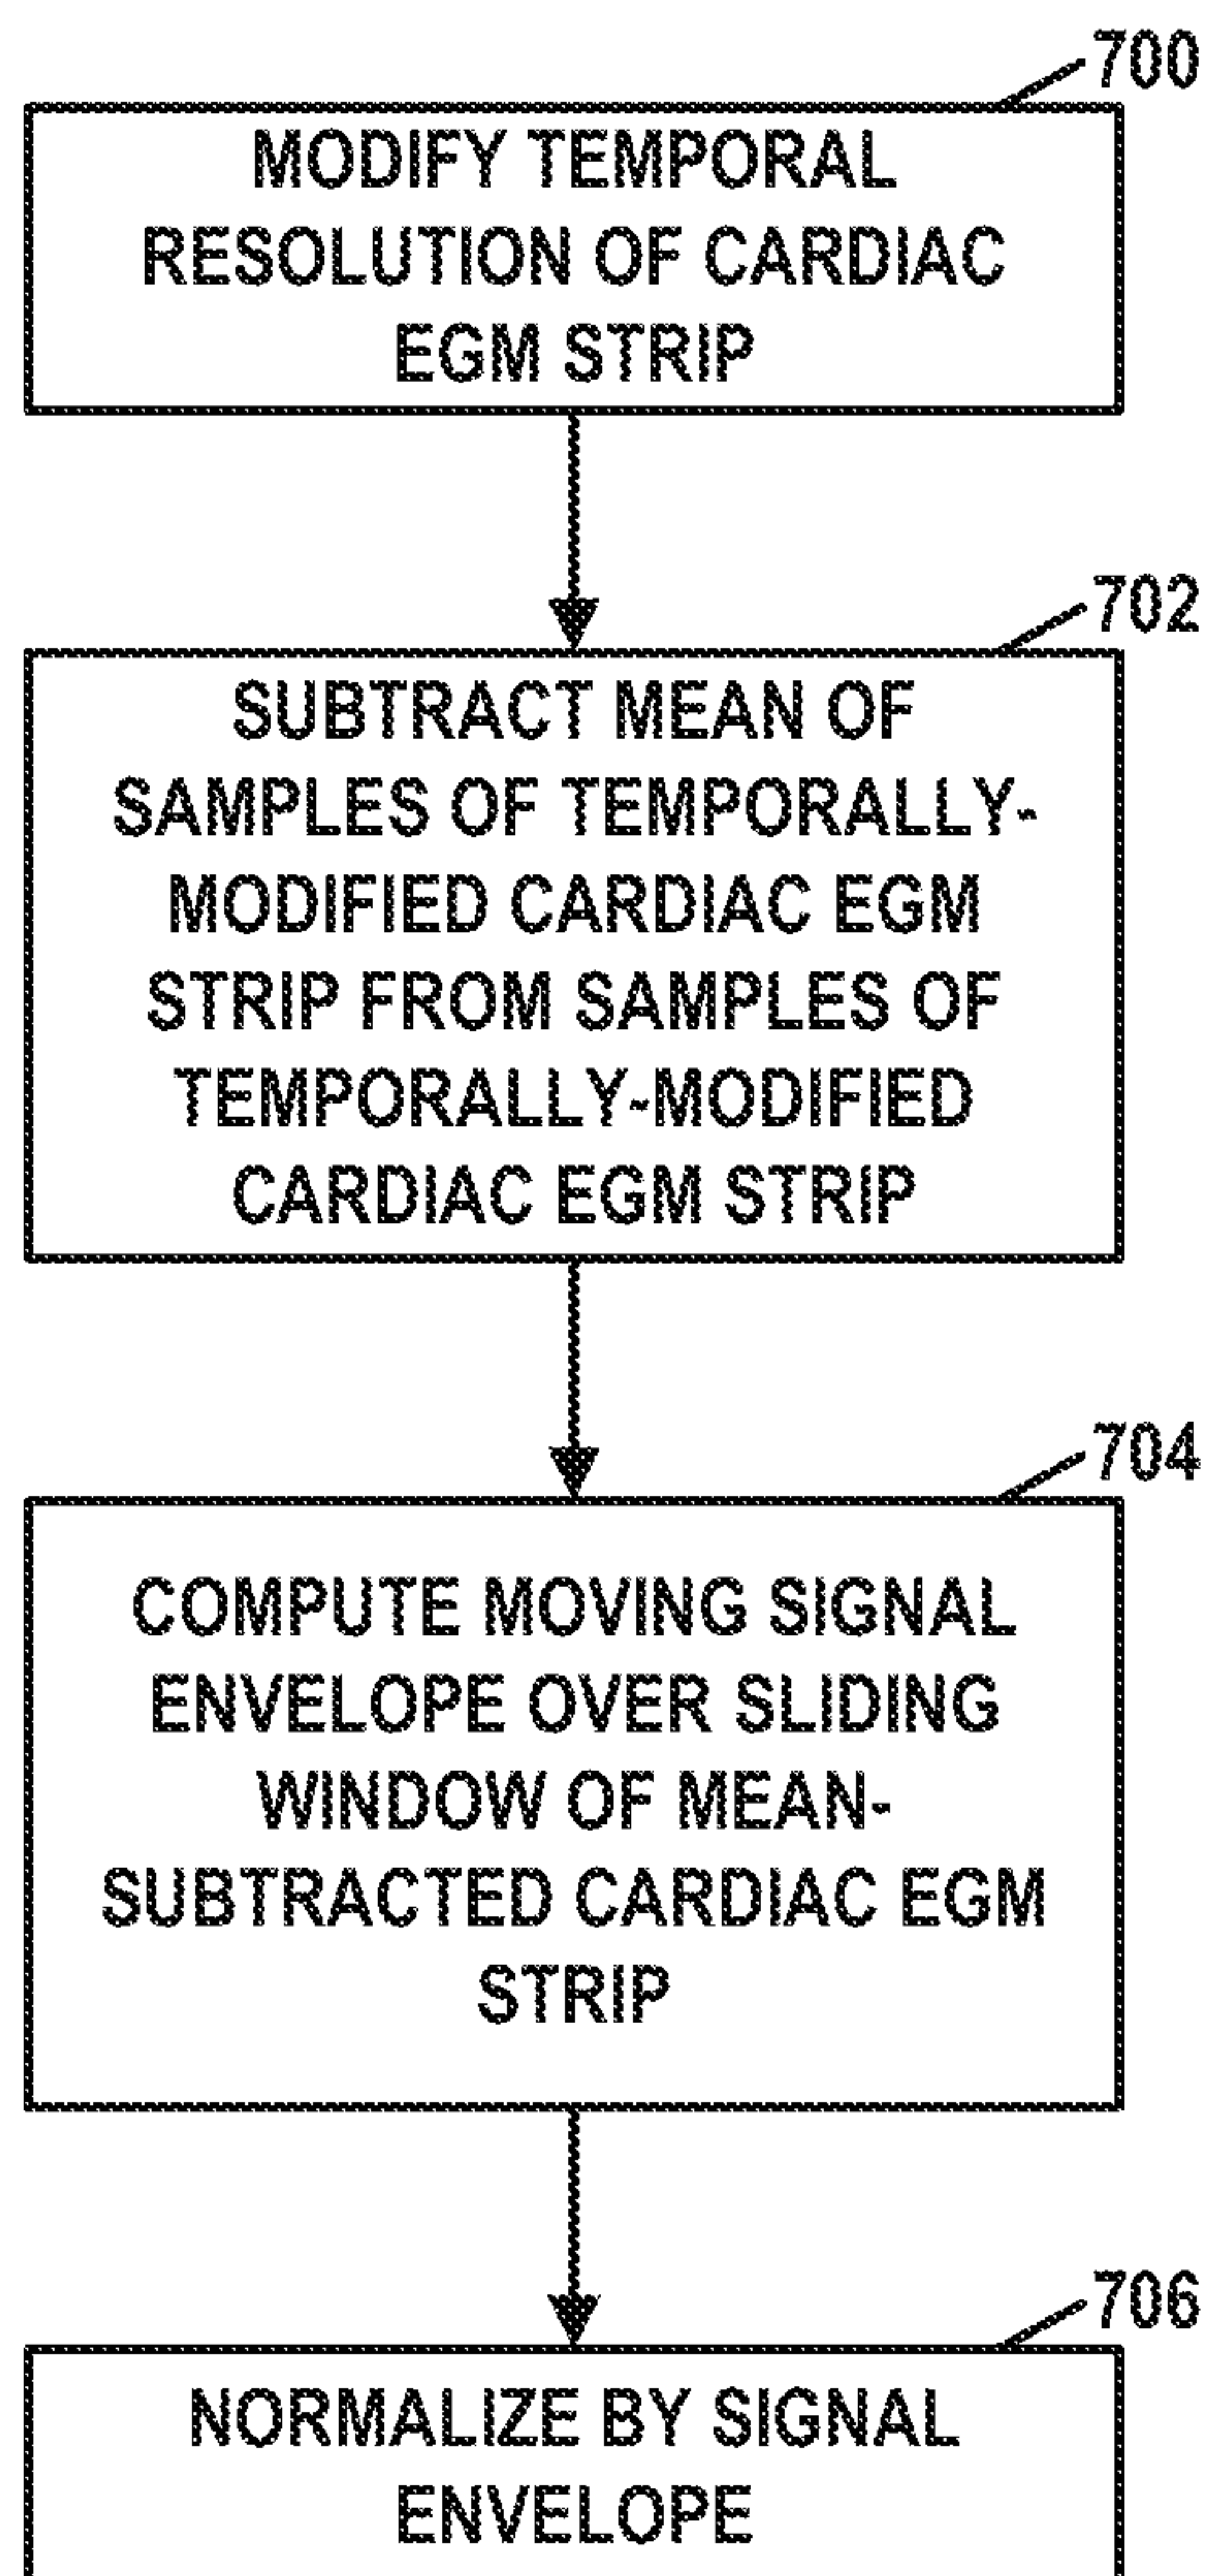 700
MODIFY TEMPORAL
RESOLUTION OF CARDIAC
EGM STRIP
702
SUBTRACT MEAN OF
SAMPLES OF TEMPORALLY-
MODIFIED CARDIAC EGM
STRIP FROM SAMPLES OF
TEMPORALLY-MODIFIED
CARDIAC EGM STRIP
704
COMPUTE MOVING SIGNAL
ENVELOPE OVER SLIDING
WINDOW OF MEAN-
SUBTRACTED CARDIAC EGM
STRIP
706
NORMALIZE BY SIGNAL
ENVELOPE